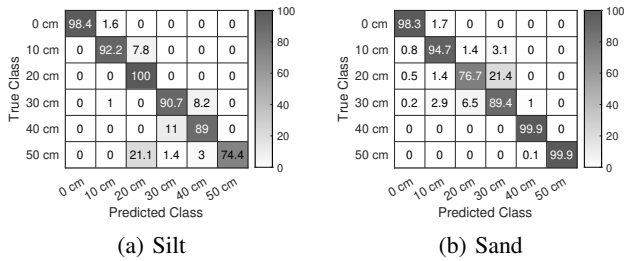 0 cm 98.4 1.6 0 0 0 0 100
10 cm 0 92.2 7.8 0 0 0 80
20 cm 0 0 100 0 0 0 60
30 cm 0 1 0 90.7 8.2 0 40
40 cm 0 0 0 11 89 0 20
50 cm 0 0 21.1 1.4 3 74.4 0
True Class
0 cm 10 cm 20 cm 30 cm 40 cm 50 cm
Predicted Class
(a) Silt
0 cm 98.3 1.7 0 0 0 0 100
10 cm 0.8 94.7 1.4 3.1 0 0 80
20 cm 0.5 1.4 76.7 21.4 0 0 60
30 cm 0.2 2.9 6.5 89.4 1 0 40
40 cm 0 0 0 0 99.9 0 20
50 cm 0 0 0 0 0.1 99.9 0
True Class
0 cm 10 cm 20 cm 30 cm 40 cm 50 cm
Predicted Class
(b) Sand